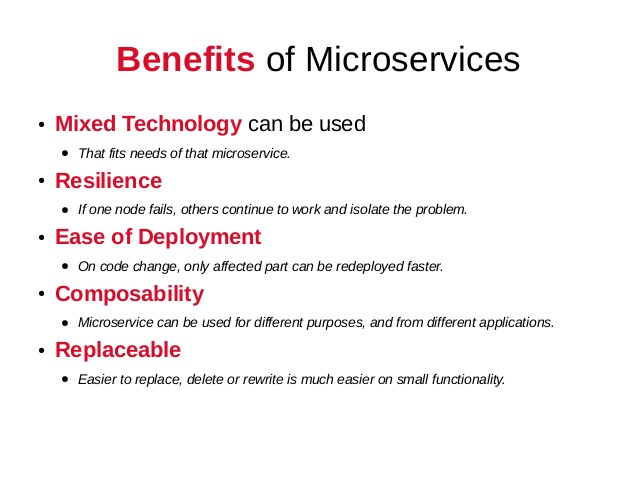 Benefits of Microservices
• Mixed Technology can be used
• That fits needs of that microservice.
• Resilience
• If one node fails, others continue to work and isolate the problem.
• Ease of Deployment
• On code change, only affected part can be redeployed faster.
• Composability
• Microservice can be used for different purposes, and from different applications.
• Replaceable
• Easier to replace, delete or rewrite is much easier on small functionality.